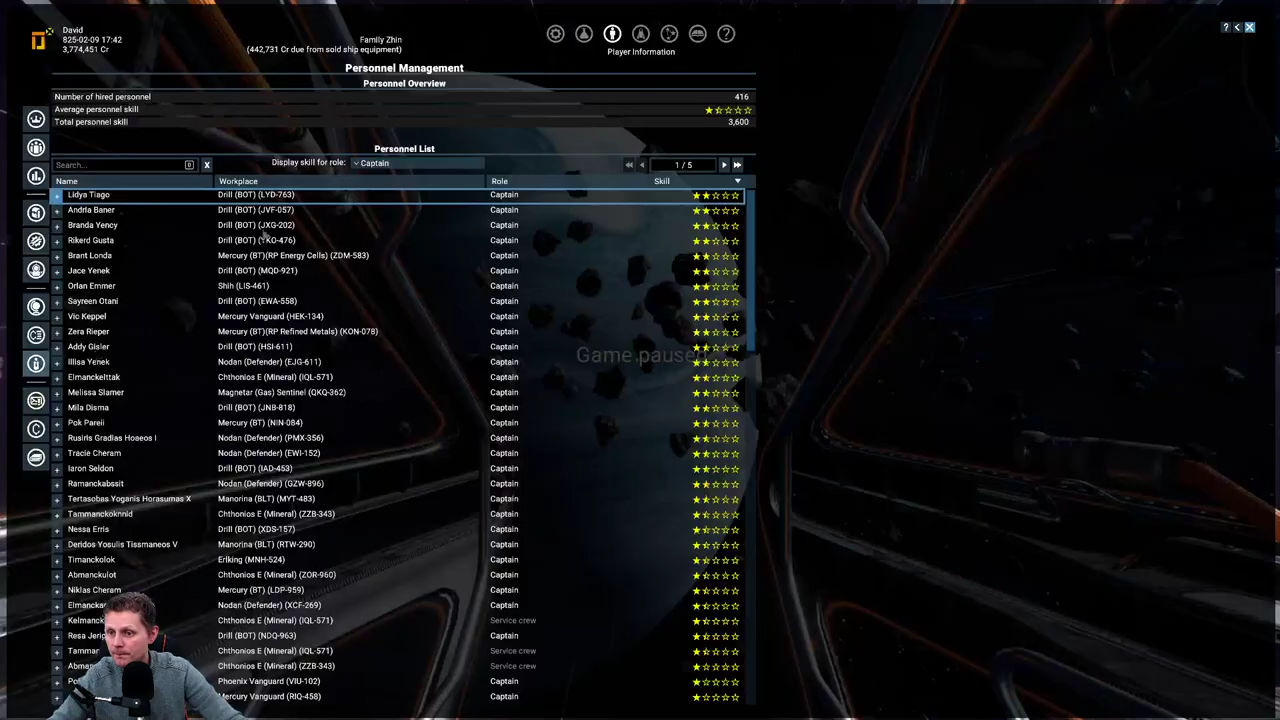 David
825-02-09 17:42
3,774,451 Cr
Family Zhin
(442,731 Cr due from sold ship equipment)
Player Information
? < X
Personnel Management
Personnel Overview
Number of hired personnel 416
Average personnel skill
Total personnel skill 3,600
Personnel List
Search... 0 x Display skill for role: Captain 1 / 5
Name Workplace Role Skill
Lidya Tiago Drill (BOT) (LYD-763) Captain
Andria Baner Drill (BOT) (JVF-057) Captain
Branda Yency Drill (BOT) (JXG-202) Captain
Rikerd Gusta Drill (BOT) (YKO-476) Captain
Brant Londa Mercury (BT)(RP Energy Cells) (ZDM-583) Captain
Jace Yenek Drill (BOT) (MQD-921) Captain
Orlan Emmer Shih (LIS-461) Captain
Sayreen Otani Drill (BOT) (EWA-558) Captain
Vic Keppel Mercury Vanguard (HEK-134) Captain
Zera Rieper Mercury (BT)(RP Refined Metals) (KON-078) Captain
Addy Gisler Drill (BOT) (HSI-611) Captain
Illisa Yenek Nodan (Defender) (EJG-611) Captain
Game paused
Elmanckelttak Chthonios E (Mineral) (IQL-571) Captain
Melissa Slamer Magnetar (Gas) Sentinel (QKQ-362) Captain
Mila Disma Drill (BOT) (JNB-818) Captain
Pok Pareii Mercury (BT) (NIN-084) Captain
Rusiris Gradias Hoaeos I Nodan (Defender) (PMX-356) Captain
Tracie Cheram Nodan (Defender) (EWI-152) Captain
Iaron Seldon Drill (BOT) (IAD-453) Captain
Ramanckabssit Nodan (Defender) (GZW-896) Captain
Tertasobas Yoganis Horasumas X Manorina (BLT) (MYT-483) Captain
Tammanckoknnid Chthonios E (Mineral) (ZZB-343) Captain
Nessa Erris Drill (BOT) (XDS-157) Captain
Deridos Yosulis Tissmaneos V Manorina (BLT) (RTW-290) Captain
Timanckolok Eriking (MNH-524) Captain
Abmanckulot Chthonios E (Mineral) (ZOR-960) Captain
Niklas Cheram Mercury (BT) (LDP-959) Captain
Nodan (Defender) (XCF-269) Captain
Chthonios E (Mineral) (IQL-571) Service crew
Drill (BOT) (NDQ-963) Captain
Chthonios E (Mineral) (IQL-571) Service crew
Chthonios E (Mineral) (ZZB-343) Service crew
Phoenix Vanguard (VIU-102) Captain
Mercury Vanguard (RIQ-458) Captain